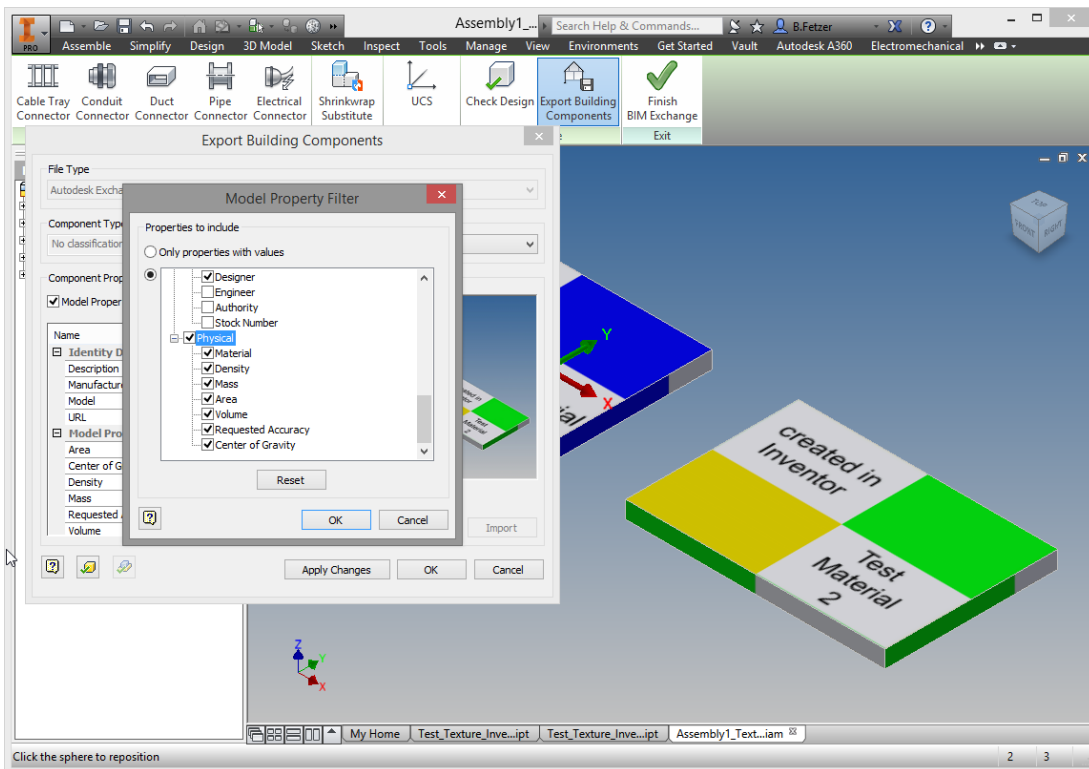 Assembly1_...
Search Help & Commands...
B.Fetzer
PRO
Assemble Simplify Design 3D Model Sketch Inspect Tools Manage View Environments Get Started Vault Autodesk A360 Electromechanical
Cable Tray Connector
Conduit Connector
Duct Connector
Pipe Connector
Electrical Connector
Shrinkwrap Substitute
UCS
Check Design
Export Building Components
Finish BIM Exchange
Exit
Export Building Components
File Type
Autodesk Excha
Component Typ
No classification
Component Prop
Model Proper
Name
Identity D
Description
Manufacture
Model
URL
Model Pro
Area
Center of G
Density
Mass
Requested
Volume
Import
Apply Changes
OK
Cancel
Model Property Filter
Properties to include
Only properties with values
Designer
Engineer
Authority
Stock Number
Physical
Material
Density
Mass
Area
Volume
Requested Accuracy
Center of Gravity
Reset
OK
Cancel
TOP
FRONT
RIGHT
Y
X
ial
created in
Inventor
Test
Material
2
Test
Material
2
Z
Y
X
My Home
Test_Texture_Inve...ipt
Test_Texture_Inve...ipt
Assembly1_Text...iam
Click the sphere to reposition
2 3